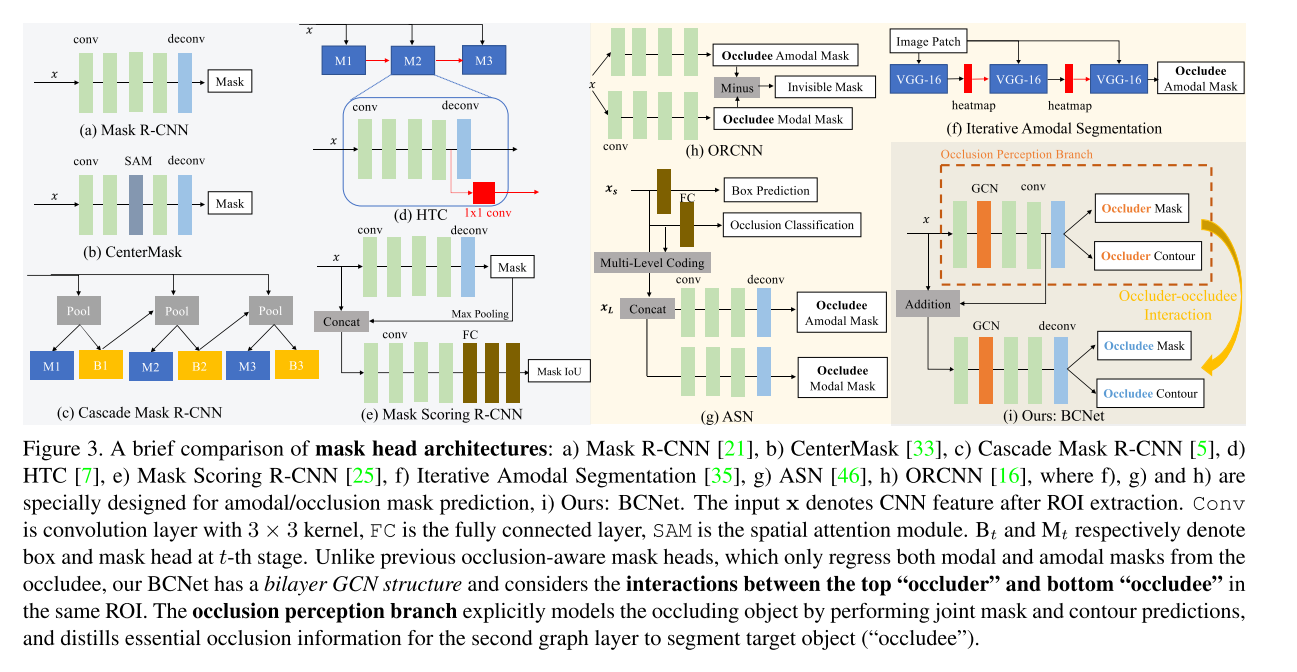 x
conv deconv
x
Mask
(a) Mask R-CNN
conv SAM deconv
x
Mask
(b) CenterMask
Pool Pool Pool
M1 B1 M2 B2 M3 B3
(c) Cascade Mask R-CNN
M1 M2 M3
conv deconv
x
(d) HTC
1x1 conv
conv deconv
x
Mask
Max Pooling
Concat
conv FC
Mask IoU
(e) Mask Scoring R-CNN
Occludee Amodal Mask
x
Minus
Invisible Mask
Occludee Modal Mask
conv
(h) ORCNN
xS
Box Prediction
FC
Occlusion Classification
Multi-Level Coding
conv deconv
xL
Concat
Occludee
Amodal Mask
Occludee
Modal Mask
(g) ASN
Image Patch
VGG-16 VGG-16 VGG-16
Occludee
Amodal Mask
heatmap heatmap
(f) Iterative Amodal Segmentation
Occlusion Perception Branch
GCN conv
x
Occluder Mask
Occluder Contour
Addition
Occluder-occludee
Interaction
GCN deconv
Occludee Mask
Occludee Contour
(i) Ours: BCNet
Figure 3. A brief comparison of mask head architectures: a) Mask R-CNN [21], b) CenterMask [33], c) Cascade Mask R-CNN [5], d)
HTC [7], e) Mask Scoring R-CNN [25], f) Iterative Amodal Segmentation [35], g) ASN [46], h) ORCNN [16], where f), g) and h) are
specially designed for amodal/occlusion mask prediction, i) Ours: BCNet. The input x denotes CNN feature after ROI extraction. Conv
is convolution layer with 3 × 3 kernel, FC is the fully connected layer, SAM is the spatial attention module. Bt and Mt respectively denote
box and mask head at t-th stage. Unlike previous occlusion-aware mask heads, which only regress both modal and amodal masks from the
occludee, our BCNet has a bilayer GCN structure and considers the interactions between the top “occluder” and bottom “occludee” in
the same ROI. The occlusion perception branch explicitly models the occluding object by performing joint mask and contour predictions,
and distills essential occlusion information for the second graph layer to segment target object (“occludee”).